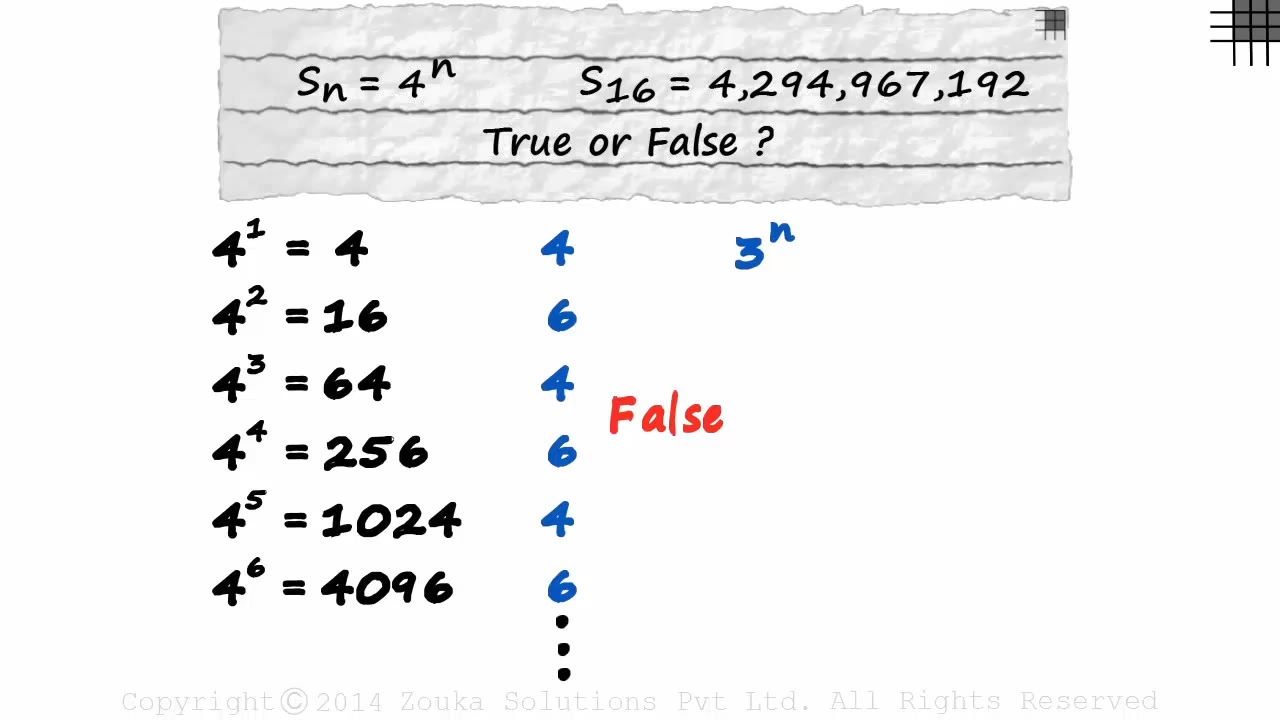 Sn = 4^n S16 = 4,294,967,192
True or False ?
4^1 = 4 4 3^n
4^2 = 16 6
4^3 = 64 4
False
4^4 = 256 6
4^5 = 1024 4
4^6 = 4096 6
Copyright© 2014 Zouka Solutions Pvt Ltd. All Rights Reserved